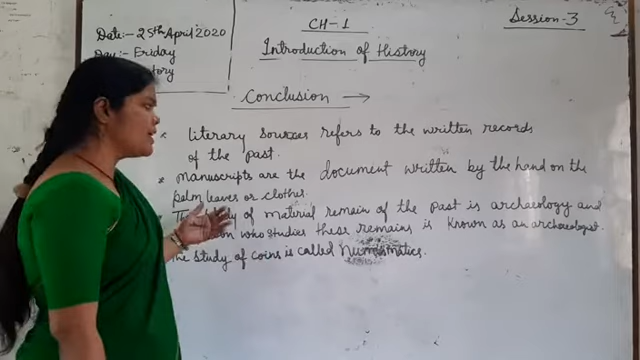 Date:- 25th April 2020
CH-1
Session-3
Day:- Friday
Introduction of History
Conclusion →
* Literary Sources refers to the written records
of the past.
* Manuscripts are the document written by the hand on the
palm leaves or clothes.
of material remain of the past is archaeology and
who studies these remains is known as an archaeologist.
The study of coins is called Numismatics.